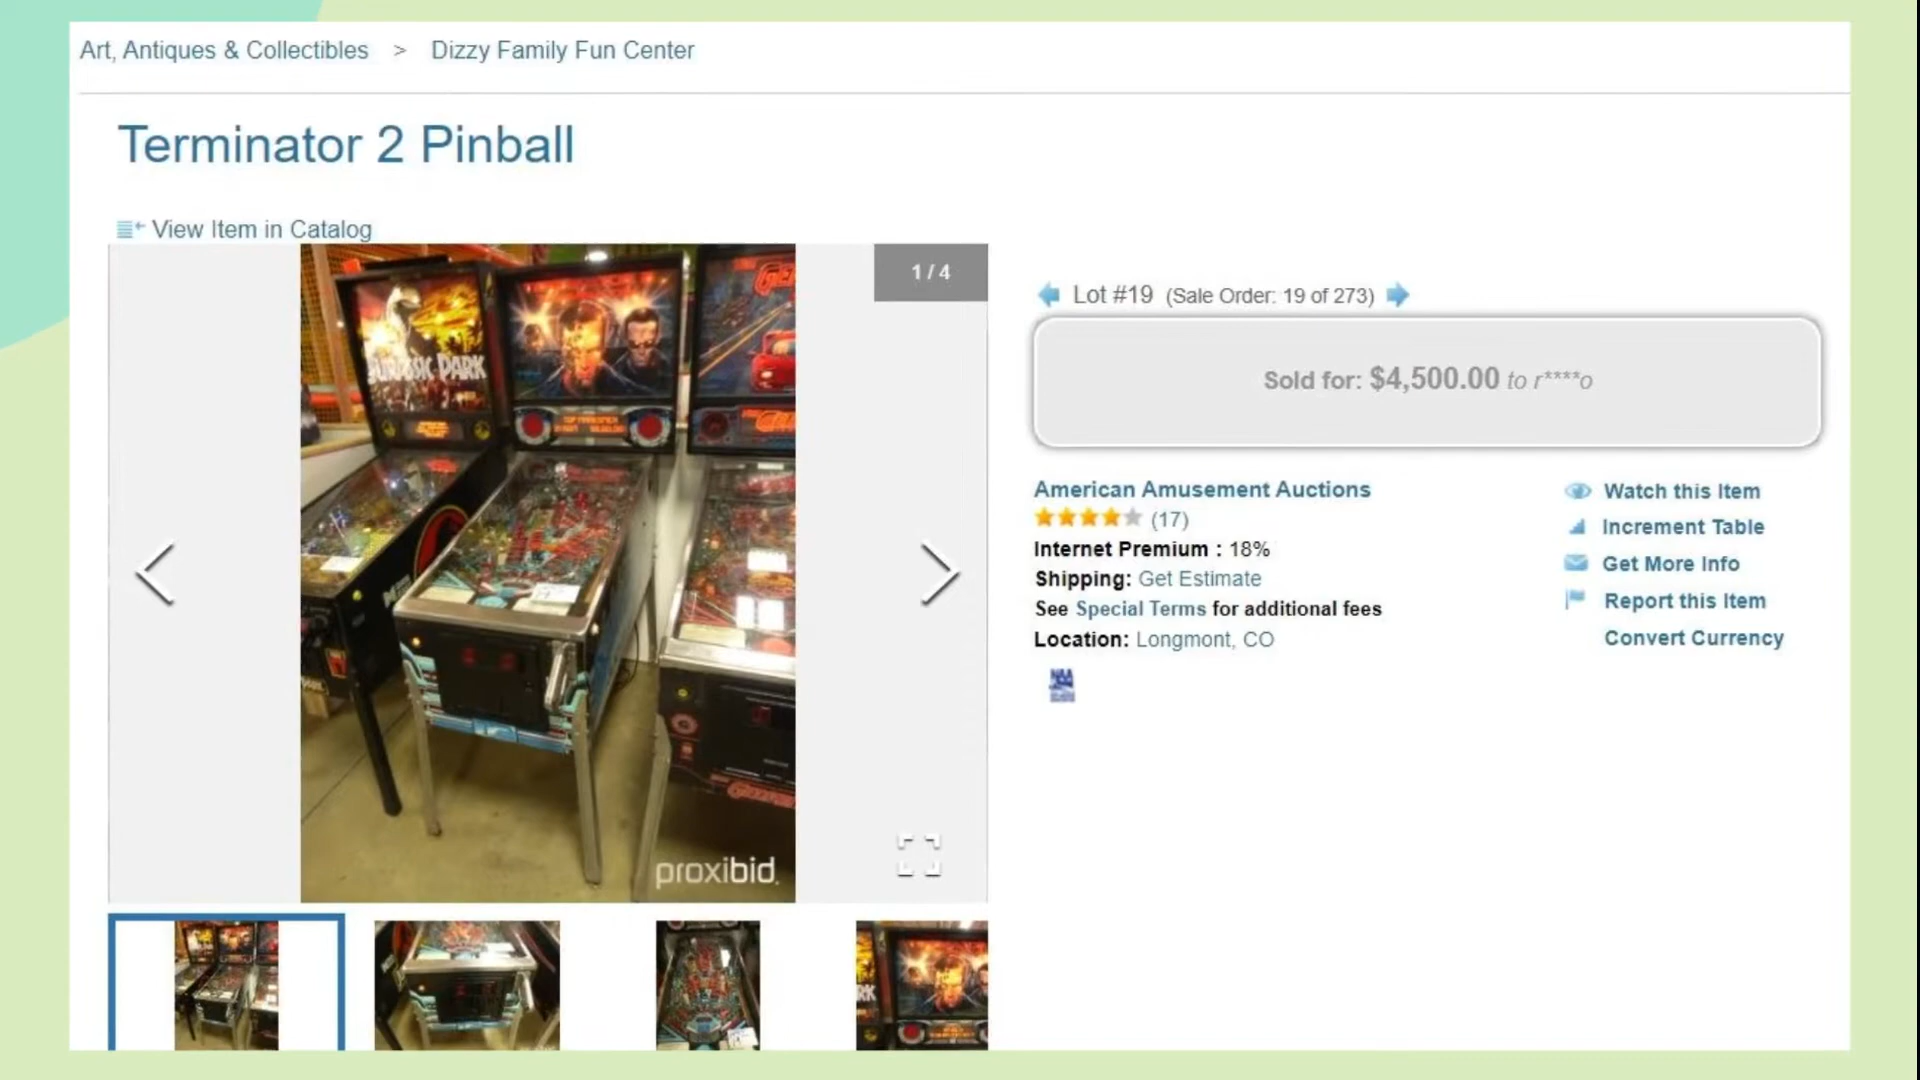 Art, Antiques & Collectibles > Dizzy Family Fun Center
Terminator 2 Pinball
View Item in Catalog
1 / 4
JURASSIC PARK
proxibid
Lot #19 (Sale Order: 19 of 273)
Sold for: $4,500.00 to r****o
American Amusement Auctions
(17)
Internet Premium : 18%
Shipping: Get Estimate
See Special Terms for additional fees
Location: Longmont, CO
Watch this Item
Increment Table
Get More Info
Report this Item
Convert Currency